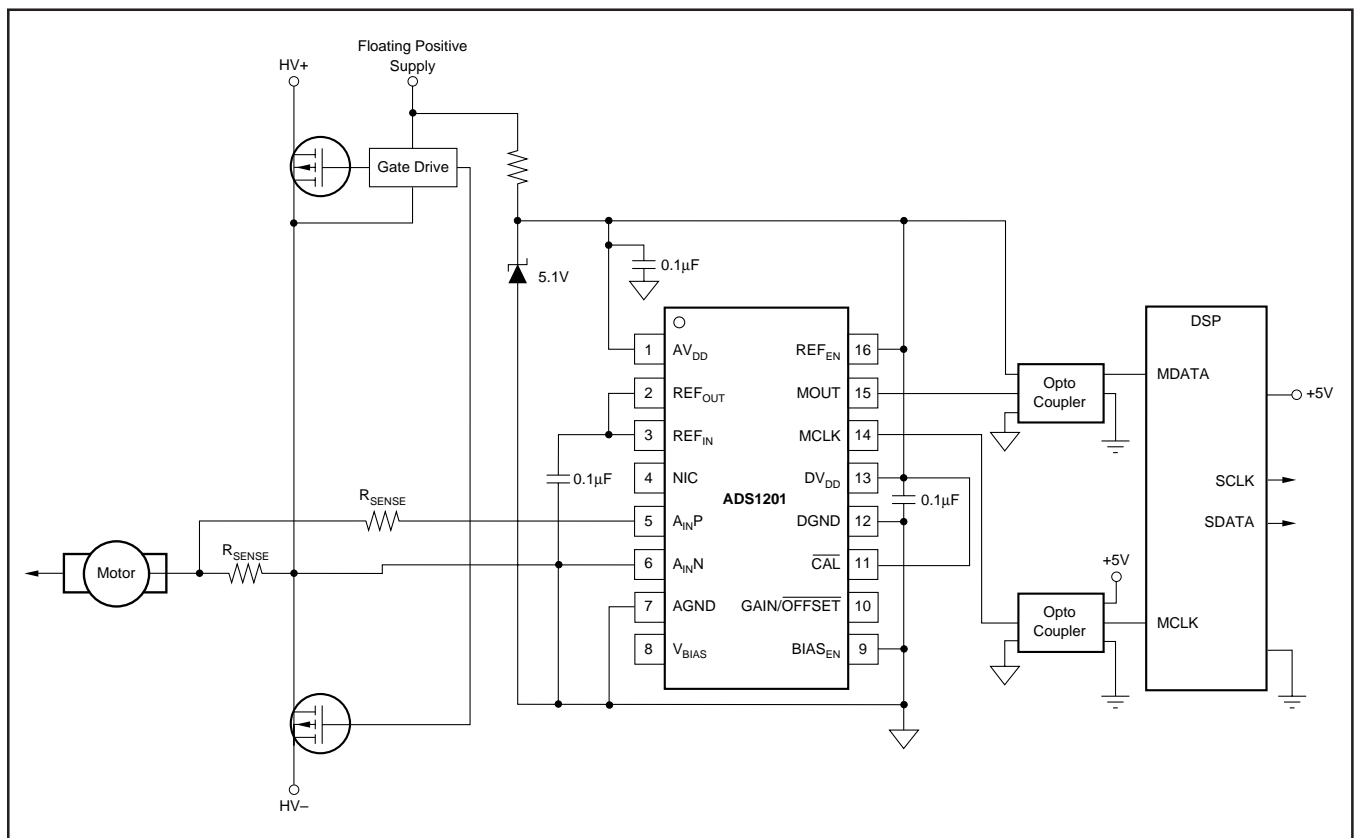 Floating Positive
Supply
HV+
Gate Drive
5.1V
0.1µF
DSP
1 AVDD REFEN 16
2 REFOUT MOUT 15
3 REFIN MCLK 14
4 NIC DVDD 13
5 AINP DGND 12
6 AINN CAL 11
7 AGND GAIN/OFFSET 10
8 VBIAS BIASEN 9
ADS1201
0.1µF
0.1µF
RSENSE
RSENSE
Motor
Opto
Coupler
MDATA
+5V
SCLK
SDATA
+5V
Opto
Coupler
MCLK
HV–